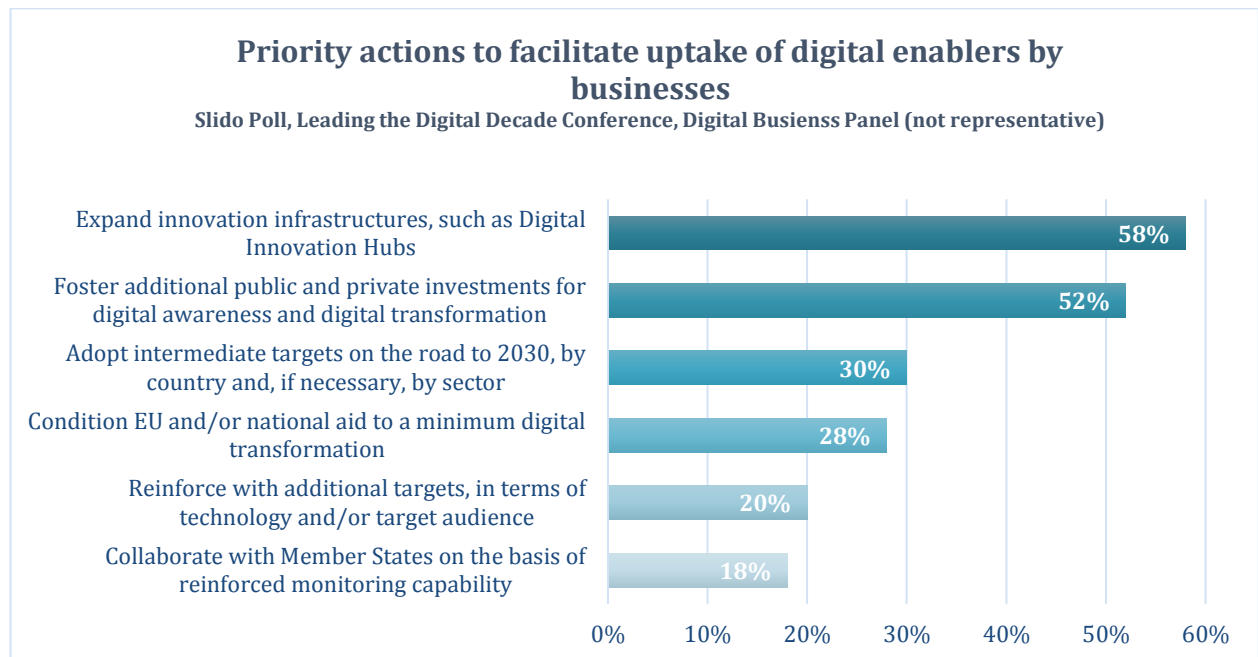 Priority actions to facilitate uptake of digital enablers by
businesses
Slido Poll, Leading the Digital Decade Conference, Digital Busienss Panel (not representative)
Expand innovation infrastructures, such as Digital
Innovation Hubs
58%
Foster additional public and private investments for
digital awareness and digital transformation
52%
Adopt intermediate targets on the road to 2030, by
country and, if necessary, by sector
30%
Condition EU and/or national aid to a minimum digital
transformation
28%
Reinforce with additional targets, in terms of
technology and/or target audience
20%
Collaborate with Member States on the basis of
reinforced monitoring capability
18%
0% 10% 20% 30% 40% 50% 60%